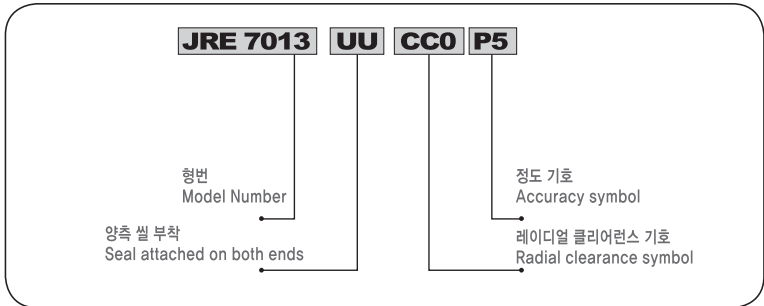 JRE 7013 UU CC0 P5
형번
Model Number
양측 씰 부착
Seal attached on both ends
정도 기호
Accuracy symbol
레이디얼 클리어런스 기호
Radial clearance symbol